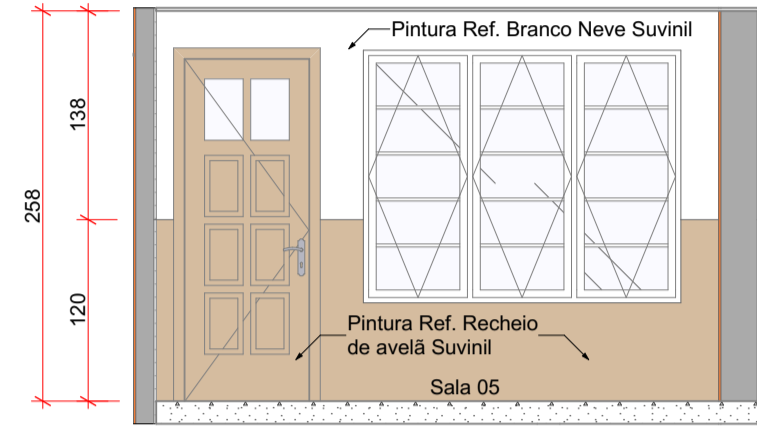 Pintura Ref. Branco Neve Suvinil
138
258
120
Pintura Ref. Recheio
de avelã Suvinil
Sala 05